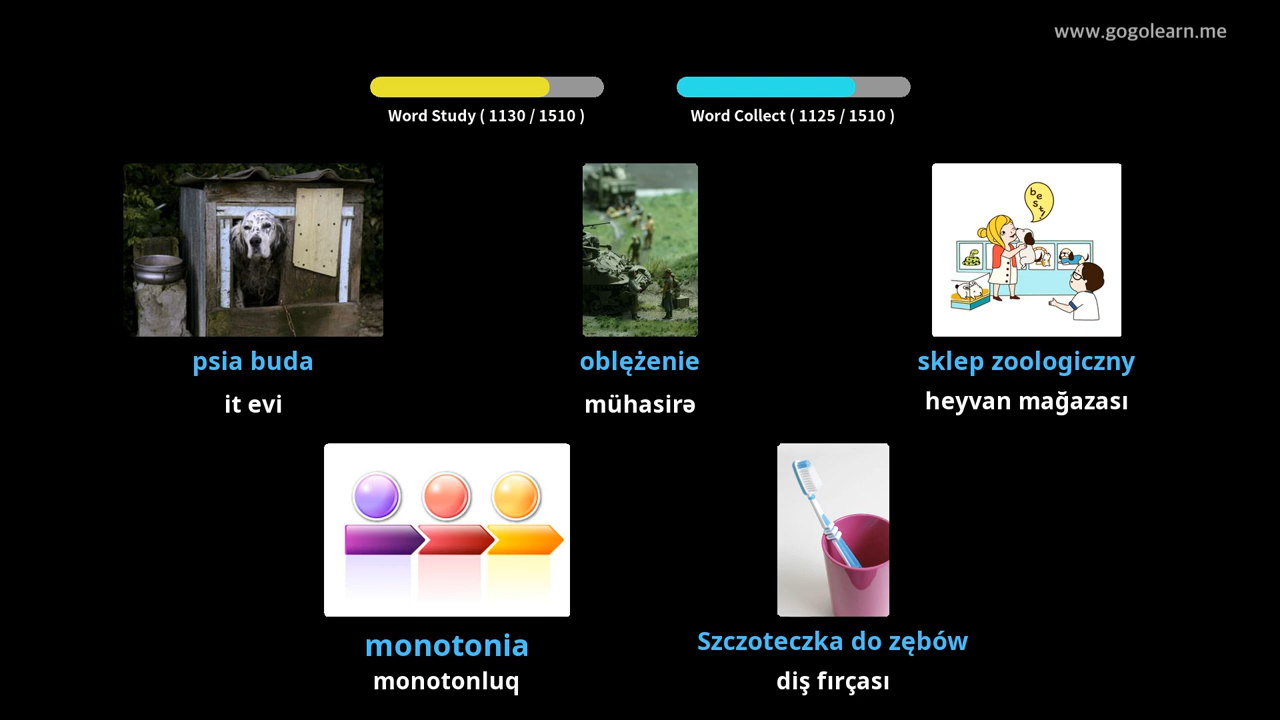 www.gogolearn.me
Word Study ( 1130 / 1510 )
Word Collect ( 1125 / 1510 )
best
psia buda
oblężenie
sklep zoologiczny
it evi
mühasirə
heyvan mağazası
monotonia
Szczoteczka do zębów
monotonluq
diş fırçası